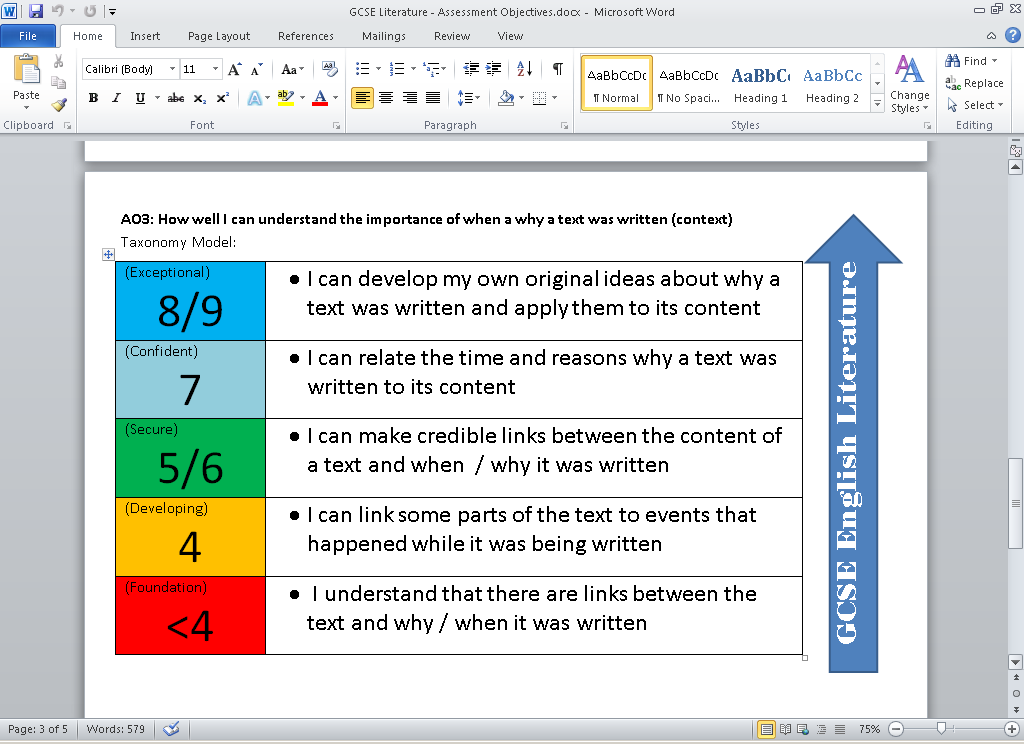 GCSE Literature - Assessment Objectives.docx - Microsoft Word
File Home Insert Page Layout References Mailings Review View
Calibri (Body) 11 Aa
Paste
B I U abc x₂ x² A ab A
AaBbCcDc AaBbCcDc AaBbC AaBbCc
¶ Normal ¶ No Spaci... Heading 1 Heading 2
Change
Styles
Find
Replace
Select
Clipboard Font Paragraph Styles Editing
AO3: How well I can understand the importance of when a why a text was written (context)
Taxonomy Model:
(Exceptional)
8/9
• I can develop my own original ideas about why a
text was written and apply them to its content
(Confident)
7
• I can relate the time and reasons why a text was
written to its content
(Secure)
5/6
• I can make credible links between the content of
a text and when / why it was written
(Developing)
4
• I can link some parts of the text to events that
happened while it was being written
(Foundation)
<4
• I understand that there are links between the
text and why / when it was written
GCSE English Literature
Page: 3 of 5 Words: 579 75%